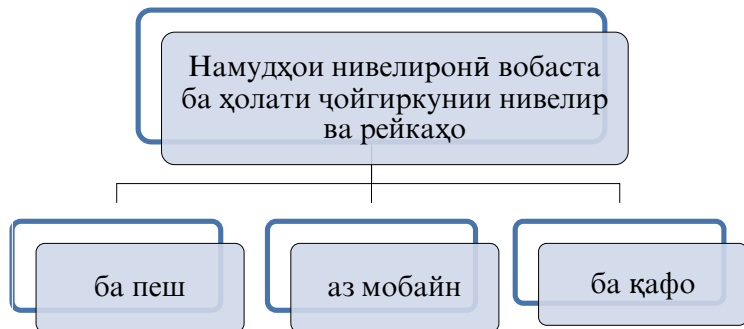 Намудҳои нивелиронӣ вобаста
ба ҳолати ҷойгиркунии нивелир
ва рейкаҳо
ба пеш
аз мобайн
ба қафо